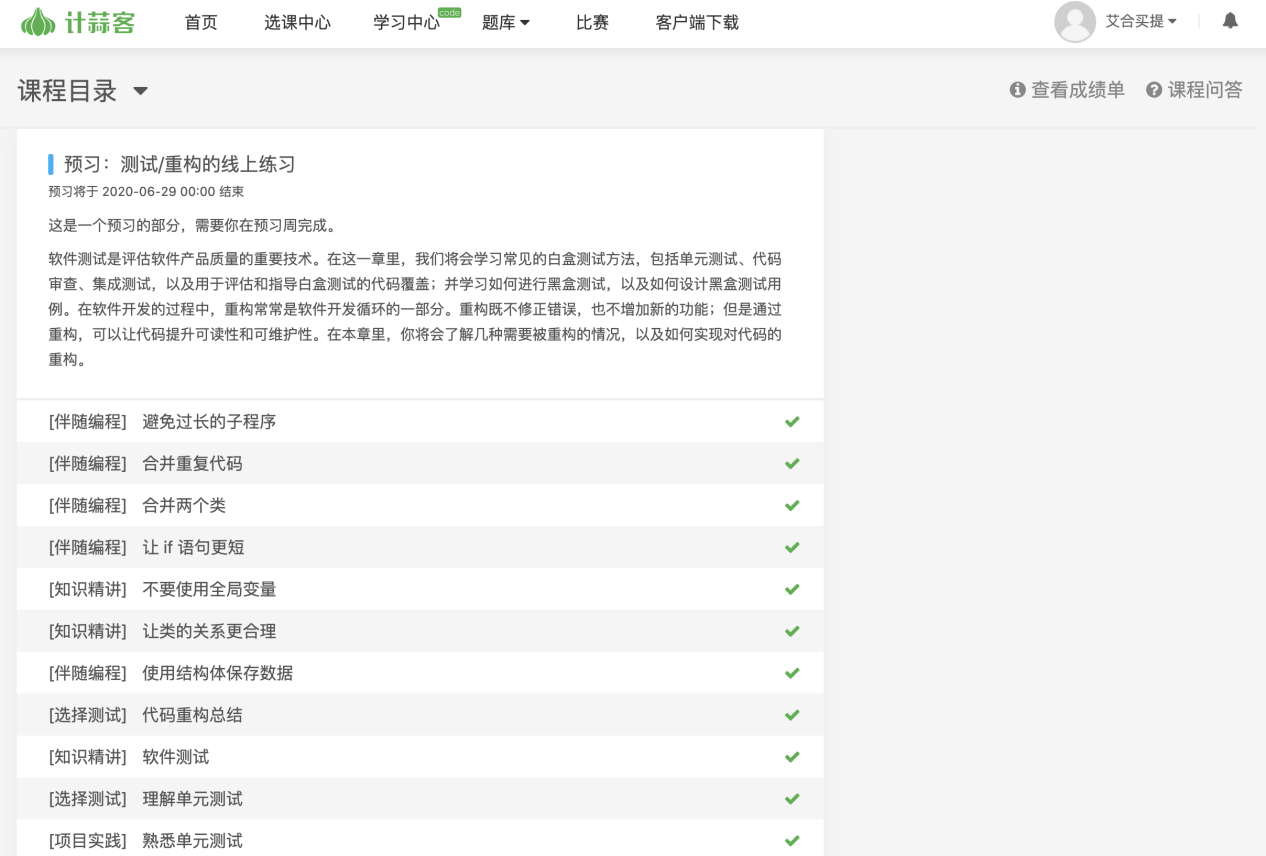 计蒜客
首页
选课中心
学习中心
code
题库
比赛
客户端下载
艾合买提
课程目录
查看成绩单
课程问答
预习：测试/重构的线上练习
预习将于 2020-06-29 00:00 结束
这是一个预习的部分，需要你在预习周完成。
软件测试是评估软件产品质量的重要技术。在这一章里，我们将会学习常见的白盒测试方法，包括单元测试、代码
审查、集成测试，以及用于评估和指导白盒测试的代码覆盖；并学习如何进行黑盒测试，以及如何设计黑盒测试用
例。在软件开发的过程中，重构常常是软件开发循环的一部分。重构既不修正错误，也不增加新的功能；但是通过
重构，可以让代码提升可读性和可维护性。在本章里，你将会了解几种需要被重构的情况，以及如何实现对代码的
重构。
[伴随编程] 避免过长的子程序
[伴随编程] 合并重复代码
[伴随编程] 合并两个类
[伴随编程] 让 if 语句更短
[知识精讲] 不要使用全局变量
[知识精讲] 让类的关系更合理
[伴随编程] 使用结构体保存数据
[选择测试] 代码重构总结
[知识精讲] 软件测试
[选择测试] 理解单元测试
[项目实践] 熟悉单元测试